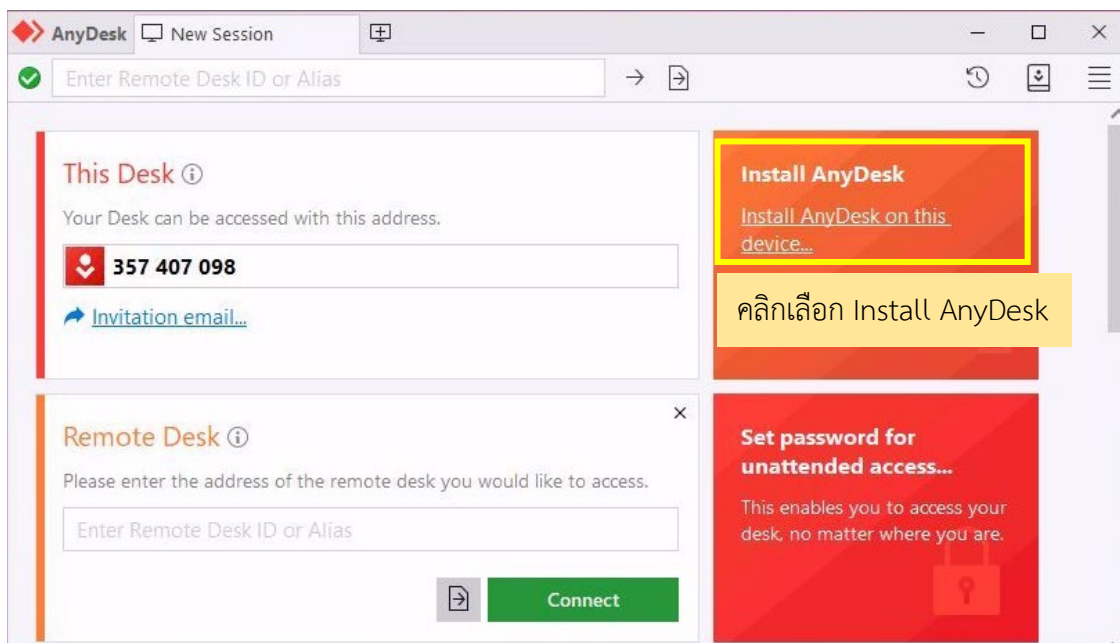 AnyDesk New Session
Enter Remote Desk ID or Alias
This Desk
Your Desk can be accessed with this address.
357 407 098
Invitation email...
Install AnyDesk
Install AnyDesk on this
device...
คลิกเลือก Install AnyDesk
Remote Desk
Please enter the address of the remote desk you would like to access.
Enter Remote Desk ID or Alias
Connect
Set password for
unattended access...
This enables you to access your
desk, no matter where you are.